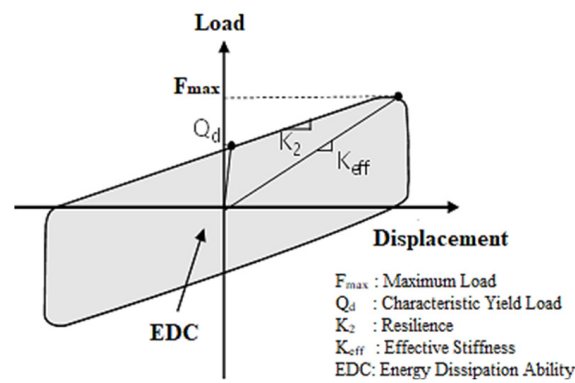 Load
Fmax
Qd
K2
Keff
Displacement
EDC
Fmax : Maximum Load
Qd : Characteristic Yield Load
K2 : Resilience
Keff : Effective Stiffness
EDC: Energy Dissipation Ability